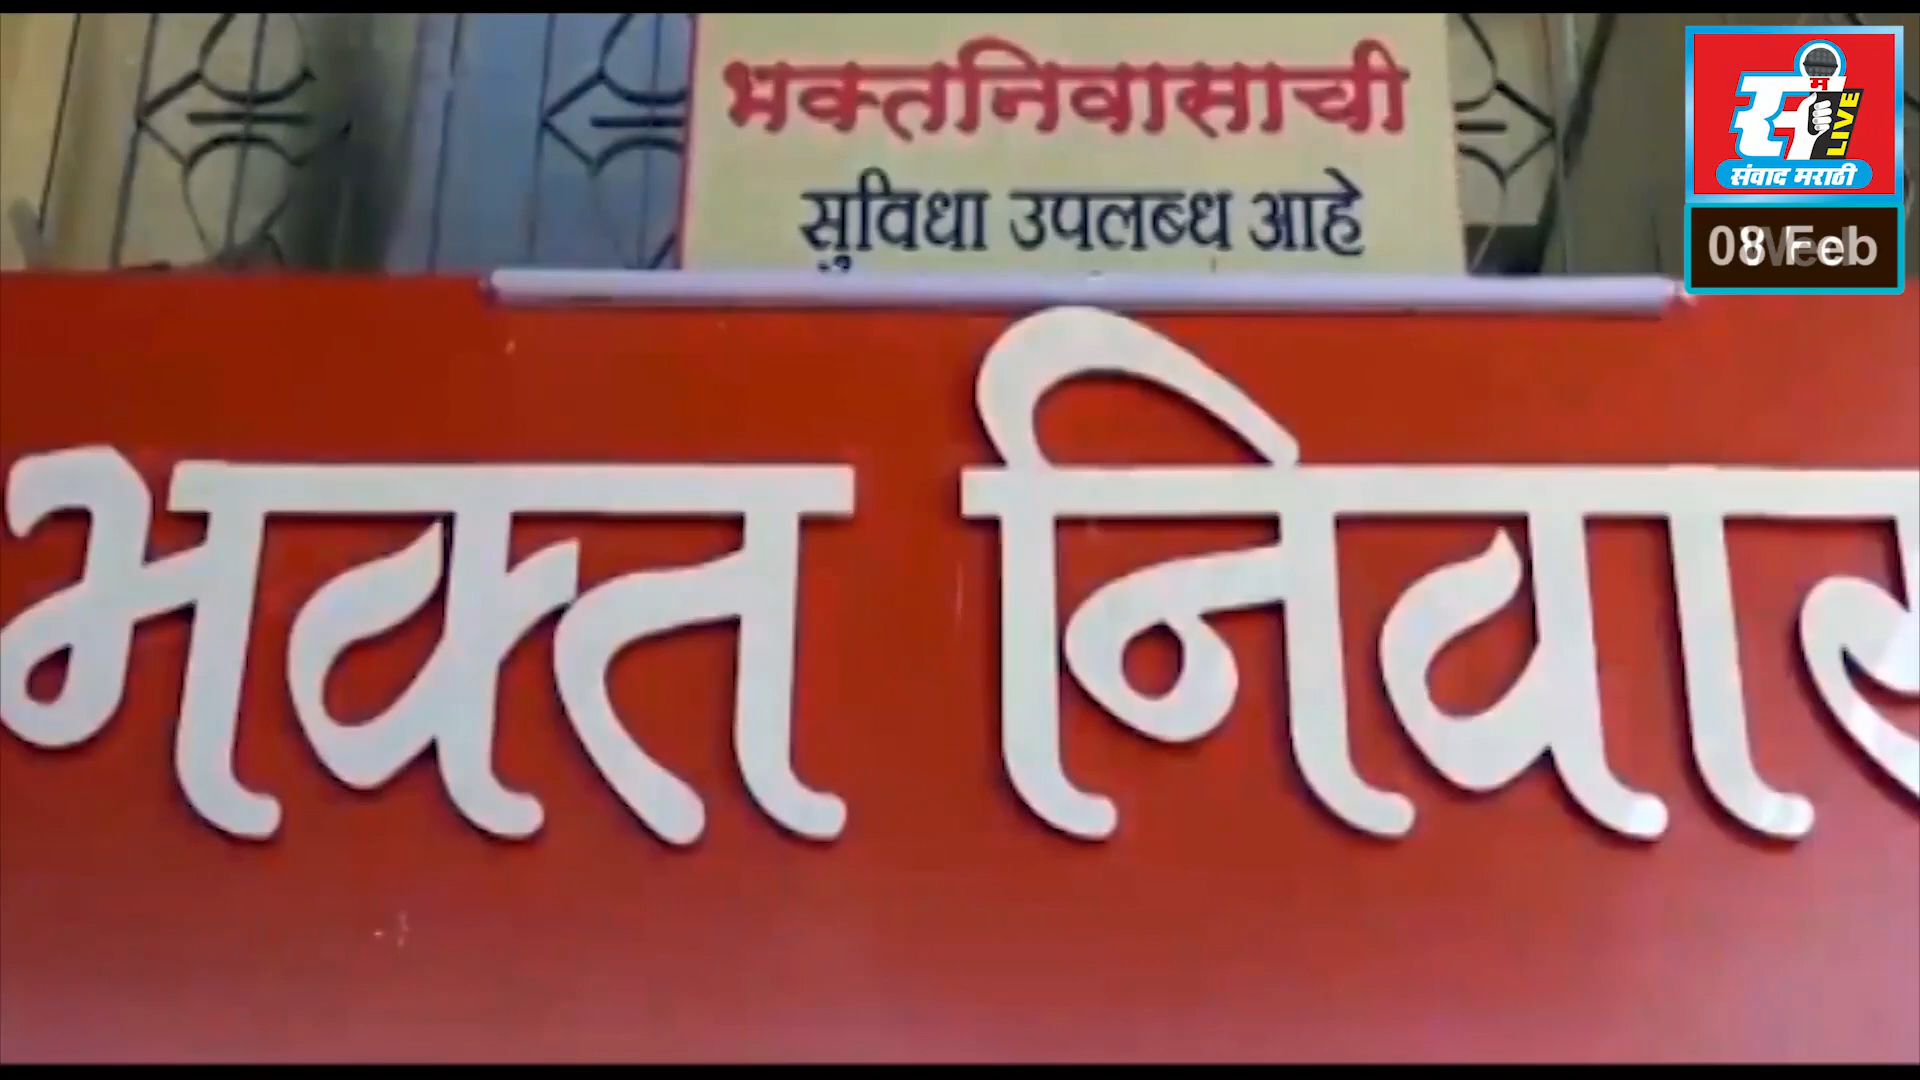 भक्तनिवासाची
सुविधा उपलब्ध आहे
म
LIVE
संवाद मराठी
08 Feb
भक्त निवास